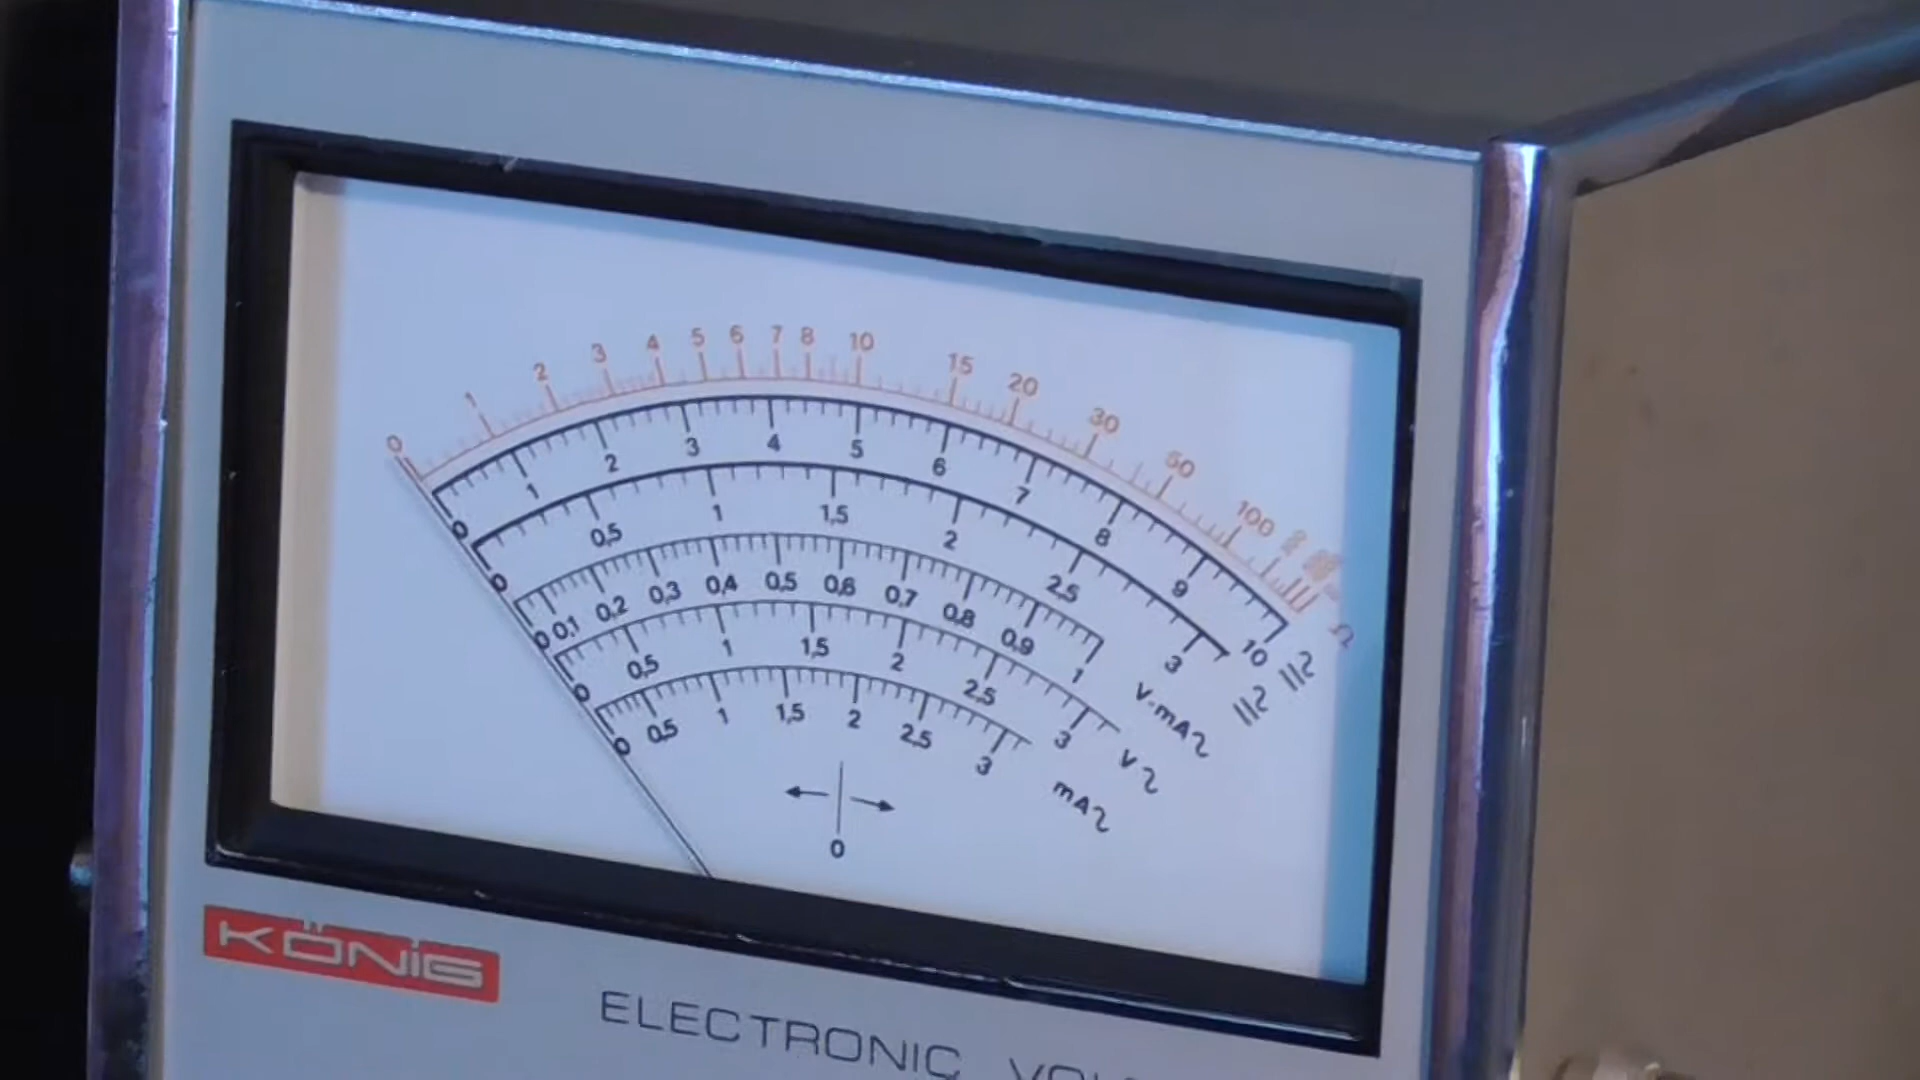 0 1 2 3 4 5 6 7 8 10 15 20 30 50 100 Ω
0 1 2 3 4 5 6 7 8 9 10
0 0,5 1 1,5 2 2,5 3
0 0,1 0,2 0,3 0,4 0,5 0,6 0,7 0,8 0,9 1 V-mA
0 0,5 1 1,5 2 2,5 3 V
0 0,5 1 1,5 2 2,5 3 mA
0
KÖNIG
ELECTRONIC